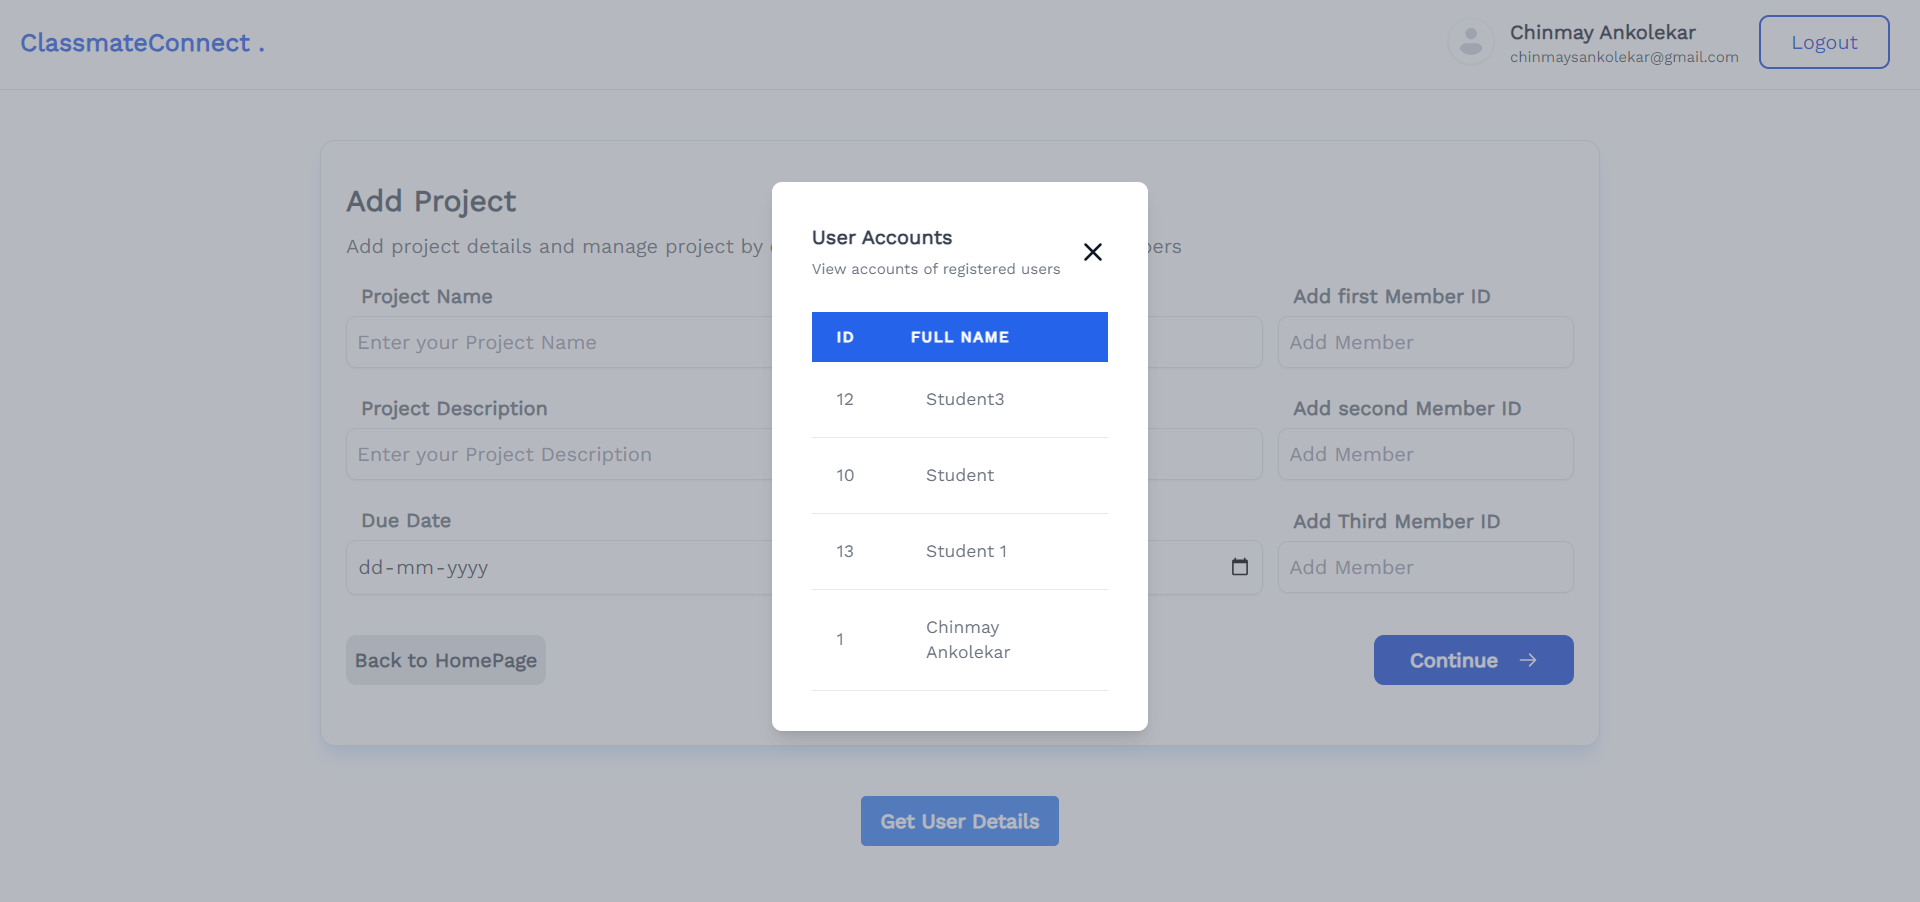 ClassmateConnect .
Chinmay Ankolekar
chinmaysankolekar@gmail.com
Logout
Add Project
Add project details and manage project by
Project Name
Enter your Project Name
Project Description
Enter your Project Description
Due Date
dd-mm-yyyy
Back to HomePage
User Accounts
View accounts of registered users
ID FULL NAME
12 Student3
10 Student
13 Student 1
1 Chinmay
Ankolekar
Add first Member ID
Add Member
Add second Member ID
Add Member
Add Third Member ID
Add Member
Continue →
Get User Details